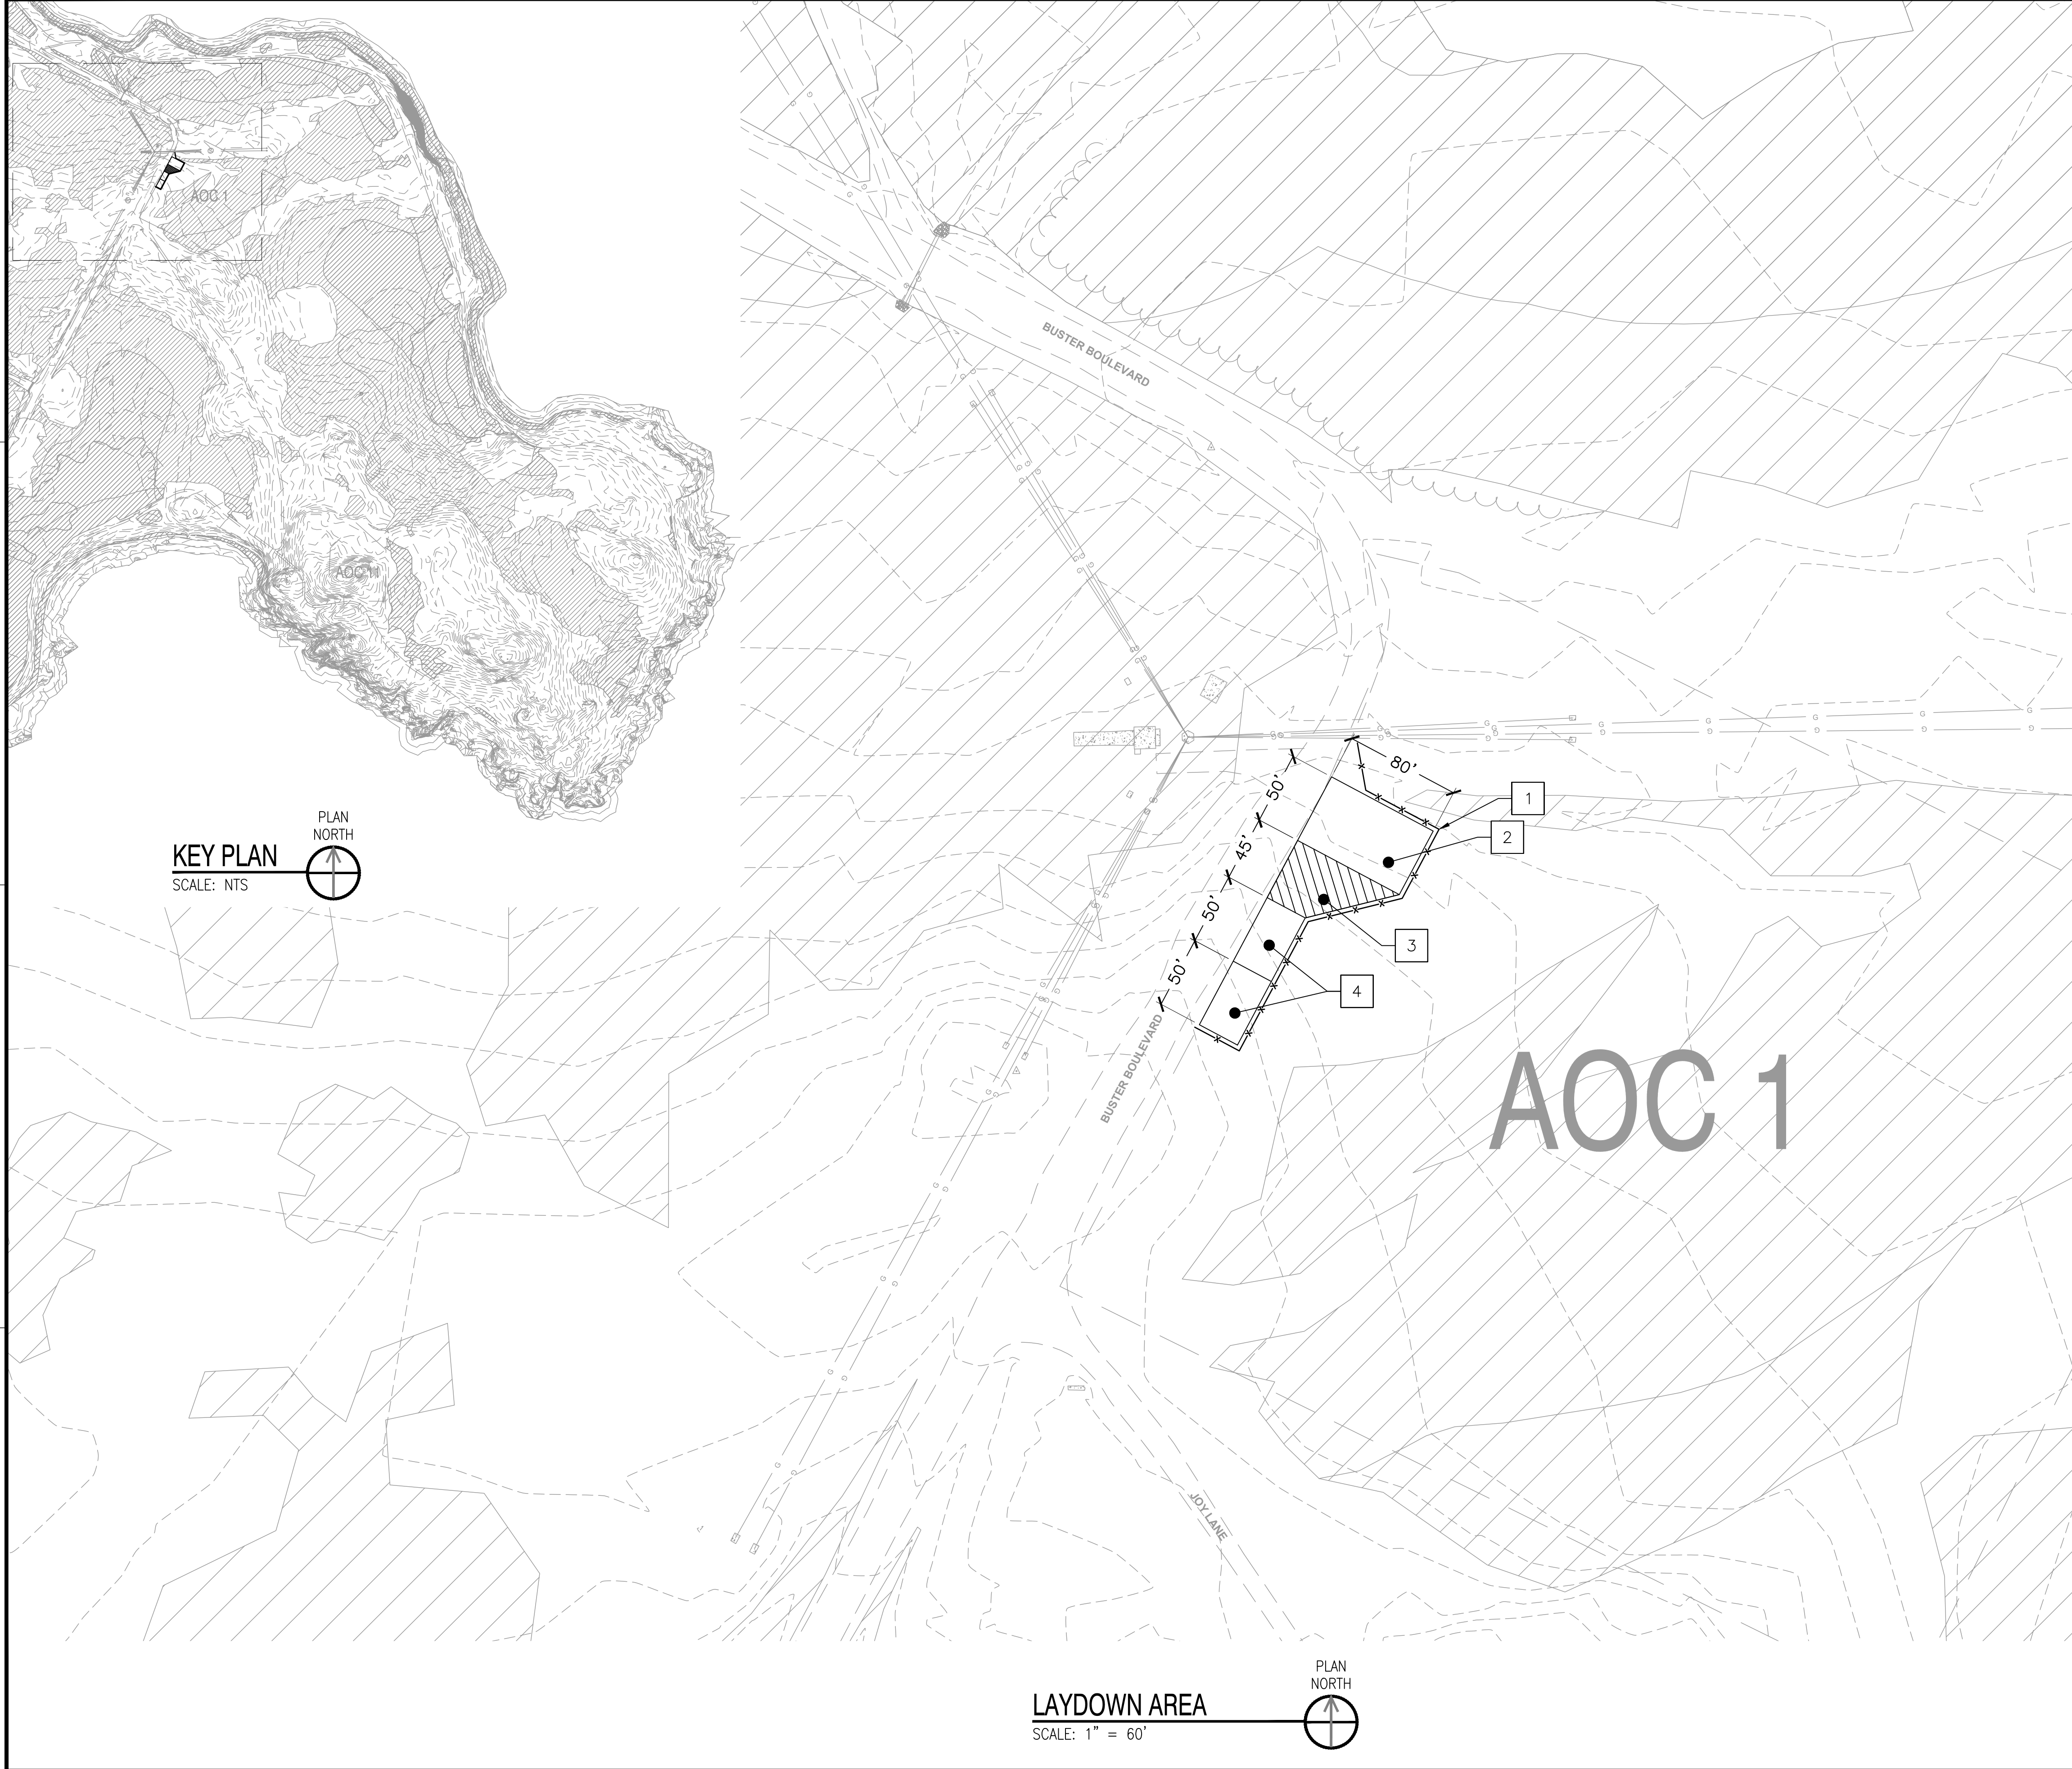 AOC 1
AOC 11
PLAN
NORTH
KEY PLAN
SCALE: NTS
BUSTER BOULEVARD
80'
50'
45'
50'
50'
1
2
3
4
BUSTER BOULEVARD
AOC 1
JOY LANE
PLAN
NORTH
LAYDOWN AREA
SCALE: 1" = 60'